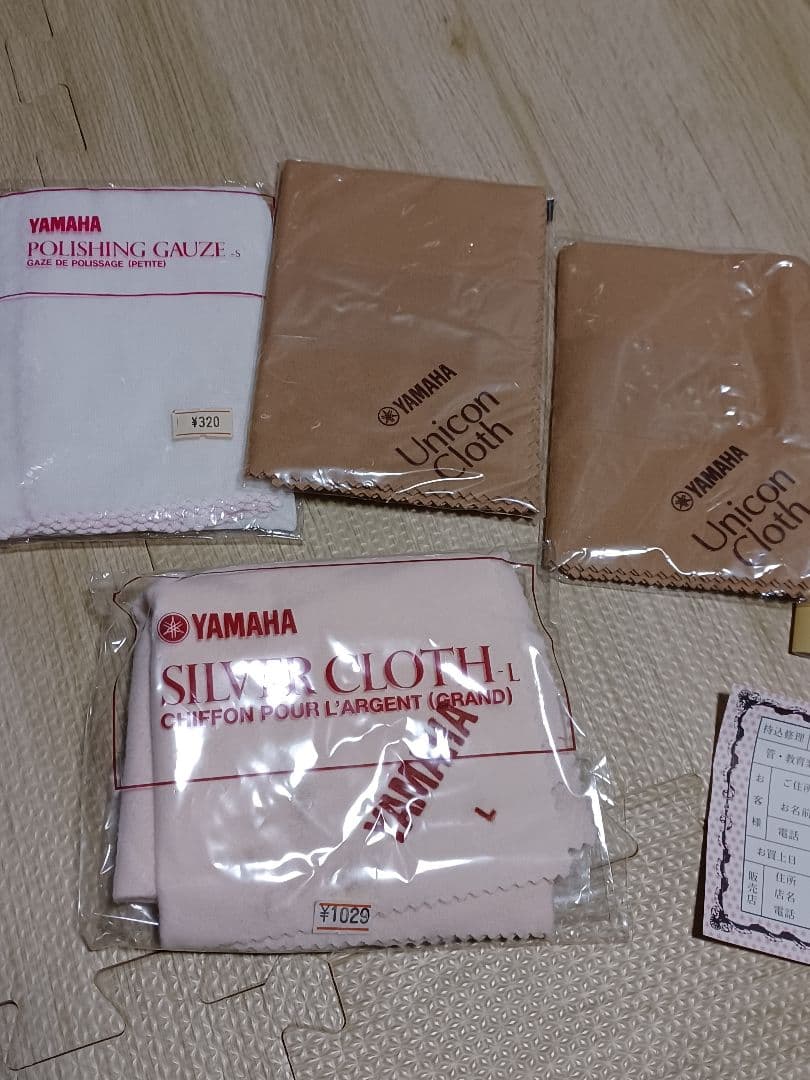 YAMAHA
POLISHING GAUZE -S
GAZE DE POLISSAGE (PETITE)
¥320
YAMAHA
Unicon
Cloth
YAMAHA
Unicon
Cloth
YAMAHA
SILVER CLOTH-L
CHIFFON POUR L'ARGENT (GRAND)
YAMAHA
L
¥1029
持込修理
管・教育
お客様
ご住所
お名前
電話
お買上日
販売店
住所
店名
電話